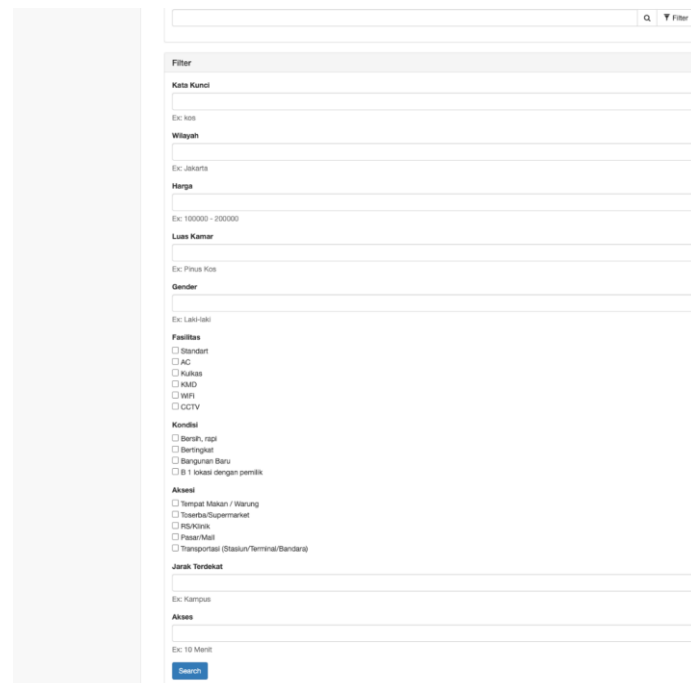 Filter
Filter
Kata Kunci
Ex: kos
Wilayah
Ex: Jakarta
Harga
Ex: 100000 - 200000
Luas Kamar
Ex: Pinus Kos
Gender
Ex: Laki-laki
Fasilitas
Standart
AC
Kulkas
KMD
WiFi
CCTV
Kondisi
Bersih, rapi
Bertingkat
Bangunan Baru
B 1 lokasi dengan pemilik
Aksesi
Tempat Makan / Warung
Toserba/Supermarket
RS/Klinik
Pasar/Mall
Transportasi (Stasiun/Terminal/Bandara)
Jarak Terdekat
Ex: Kampus
Akses
Ex: 10 Menit
Search